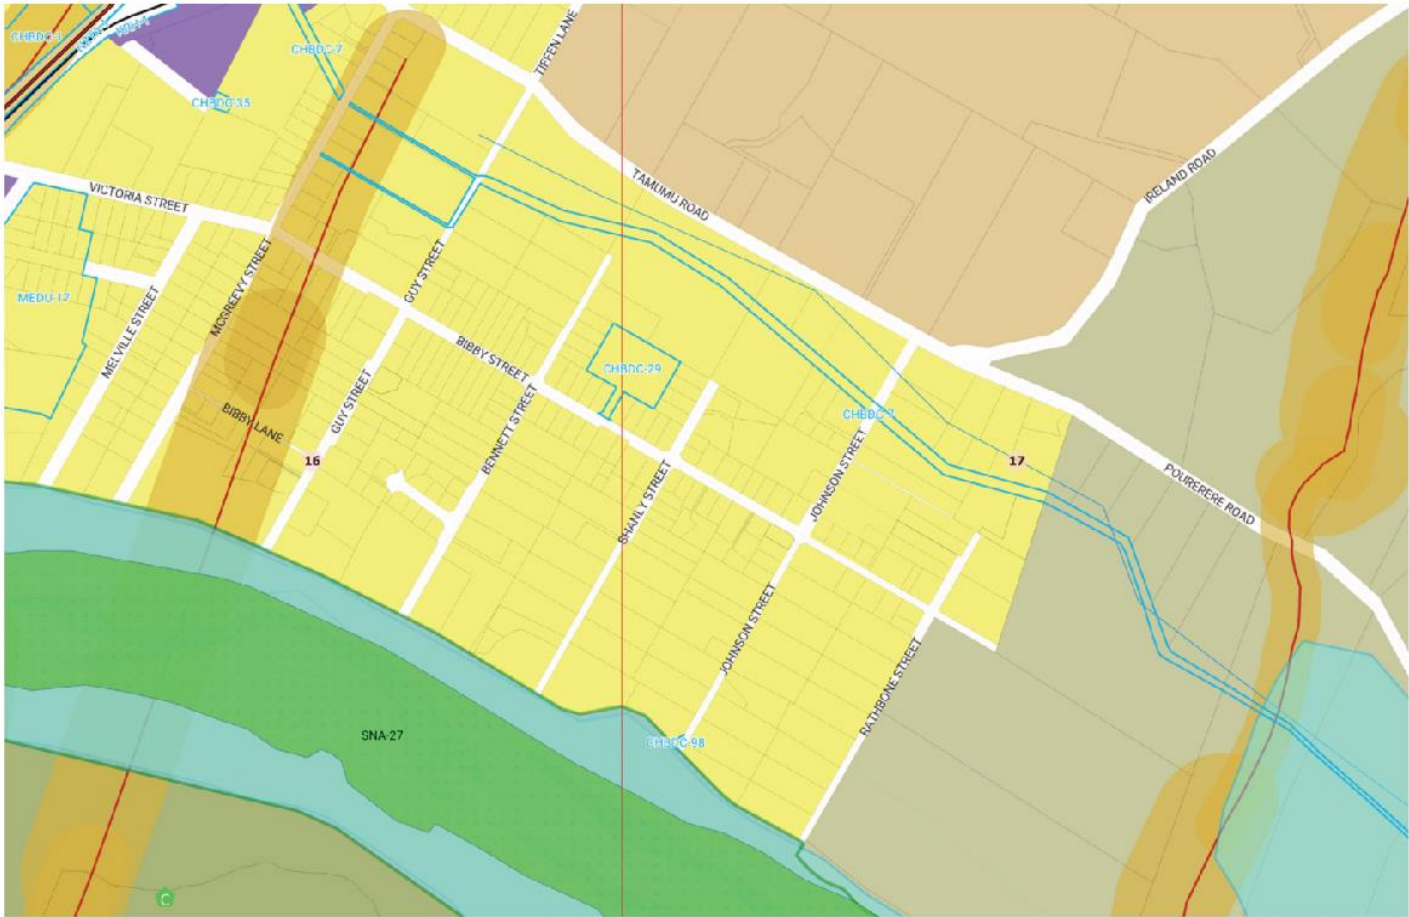 CHBDC-1
CHBDC-7
TIFFEN LANE
CHBDC-35
TAMUMU ROAD
IRELAND ROAD
VICTORIA STREET
MCGREEVY STREET
GUY STREET
MEDU-17
MELVILLE STREET
BIBBY STREET
CHBDC-29
BIBBY LANE
GUY STREET
BENNETT STREET
CHBDC-7
JOHNSON STREET
16
17
POURERERE ROAD
SHANLY STREET
JOHNSON STREET
RATHBONE STREET
SNA-27
CHBDC-98
C